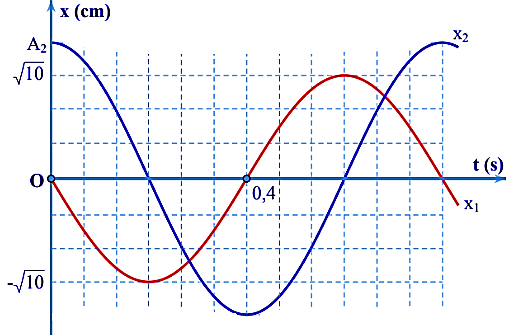 x (cm)
A₂
x₂
√10
t (s)
O
0,4
x₁
-√10